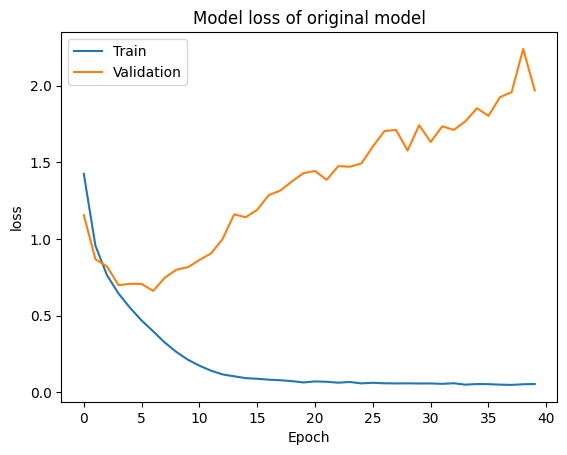 Model loss of original model
Train
Validation
loss
2.0
1.5
1.0
0.5
0.0
0 5 10 15 20 25 30 35 40
Epoch